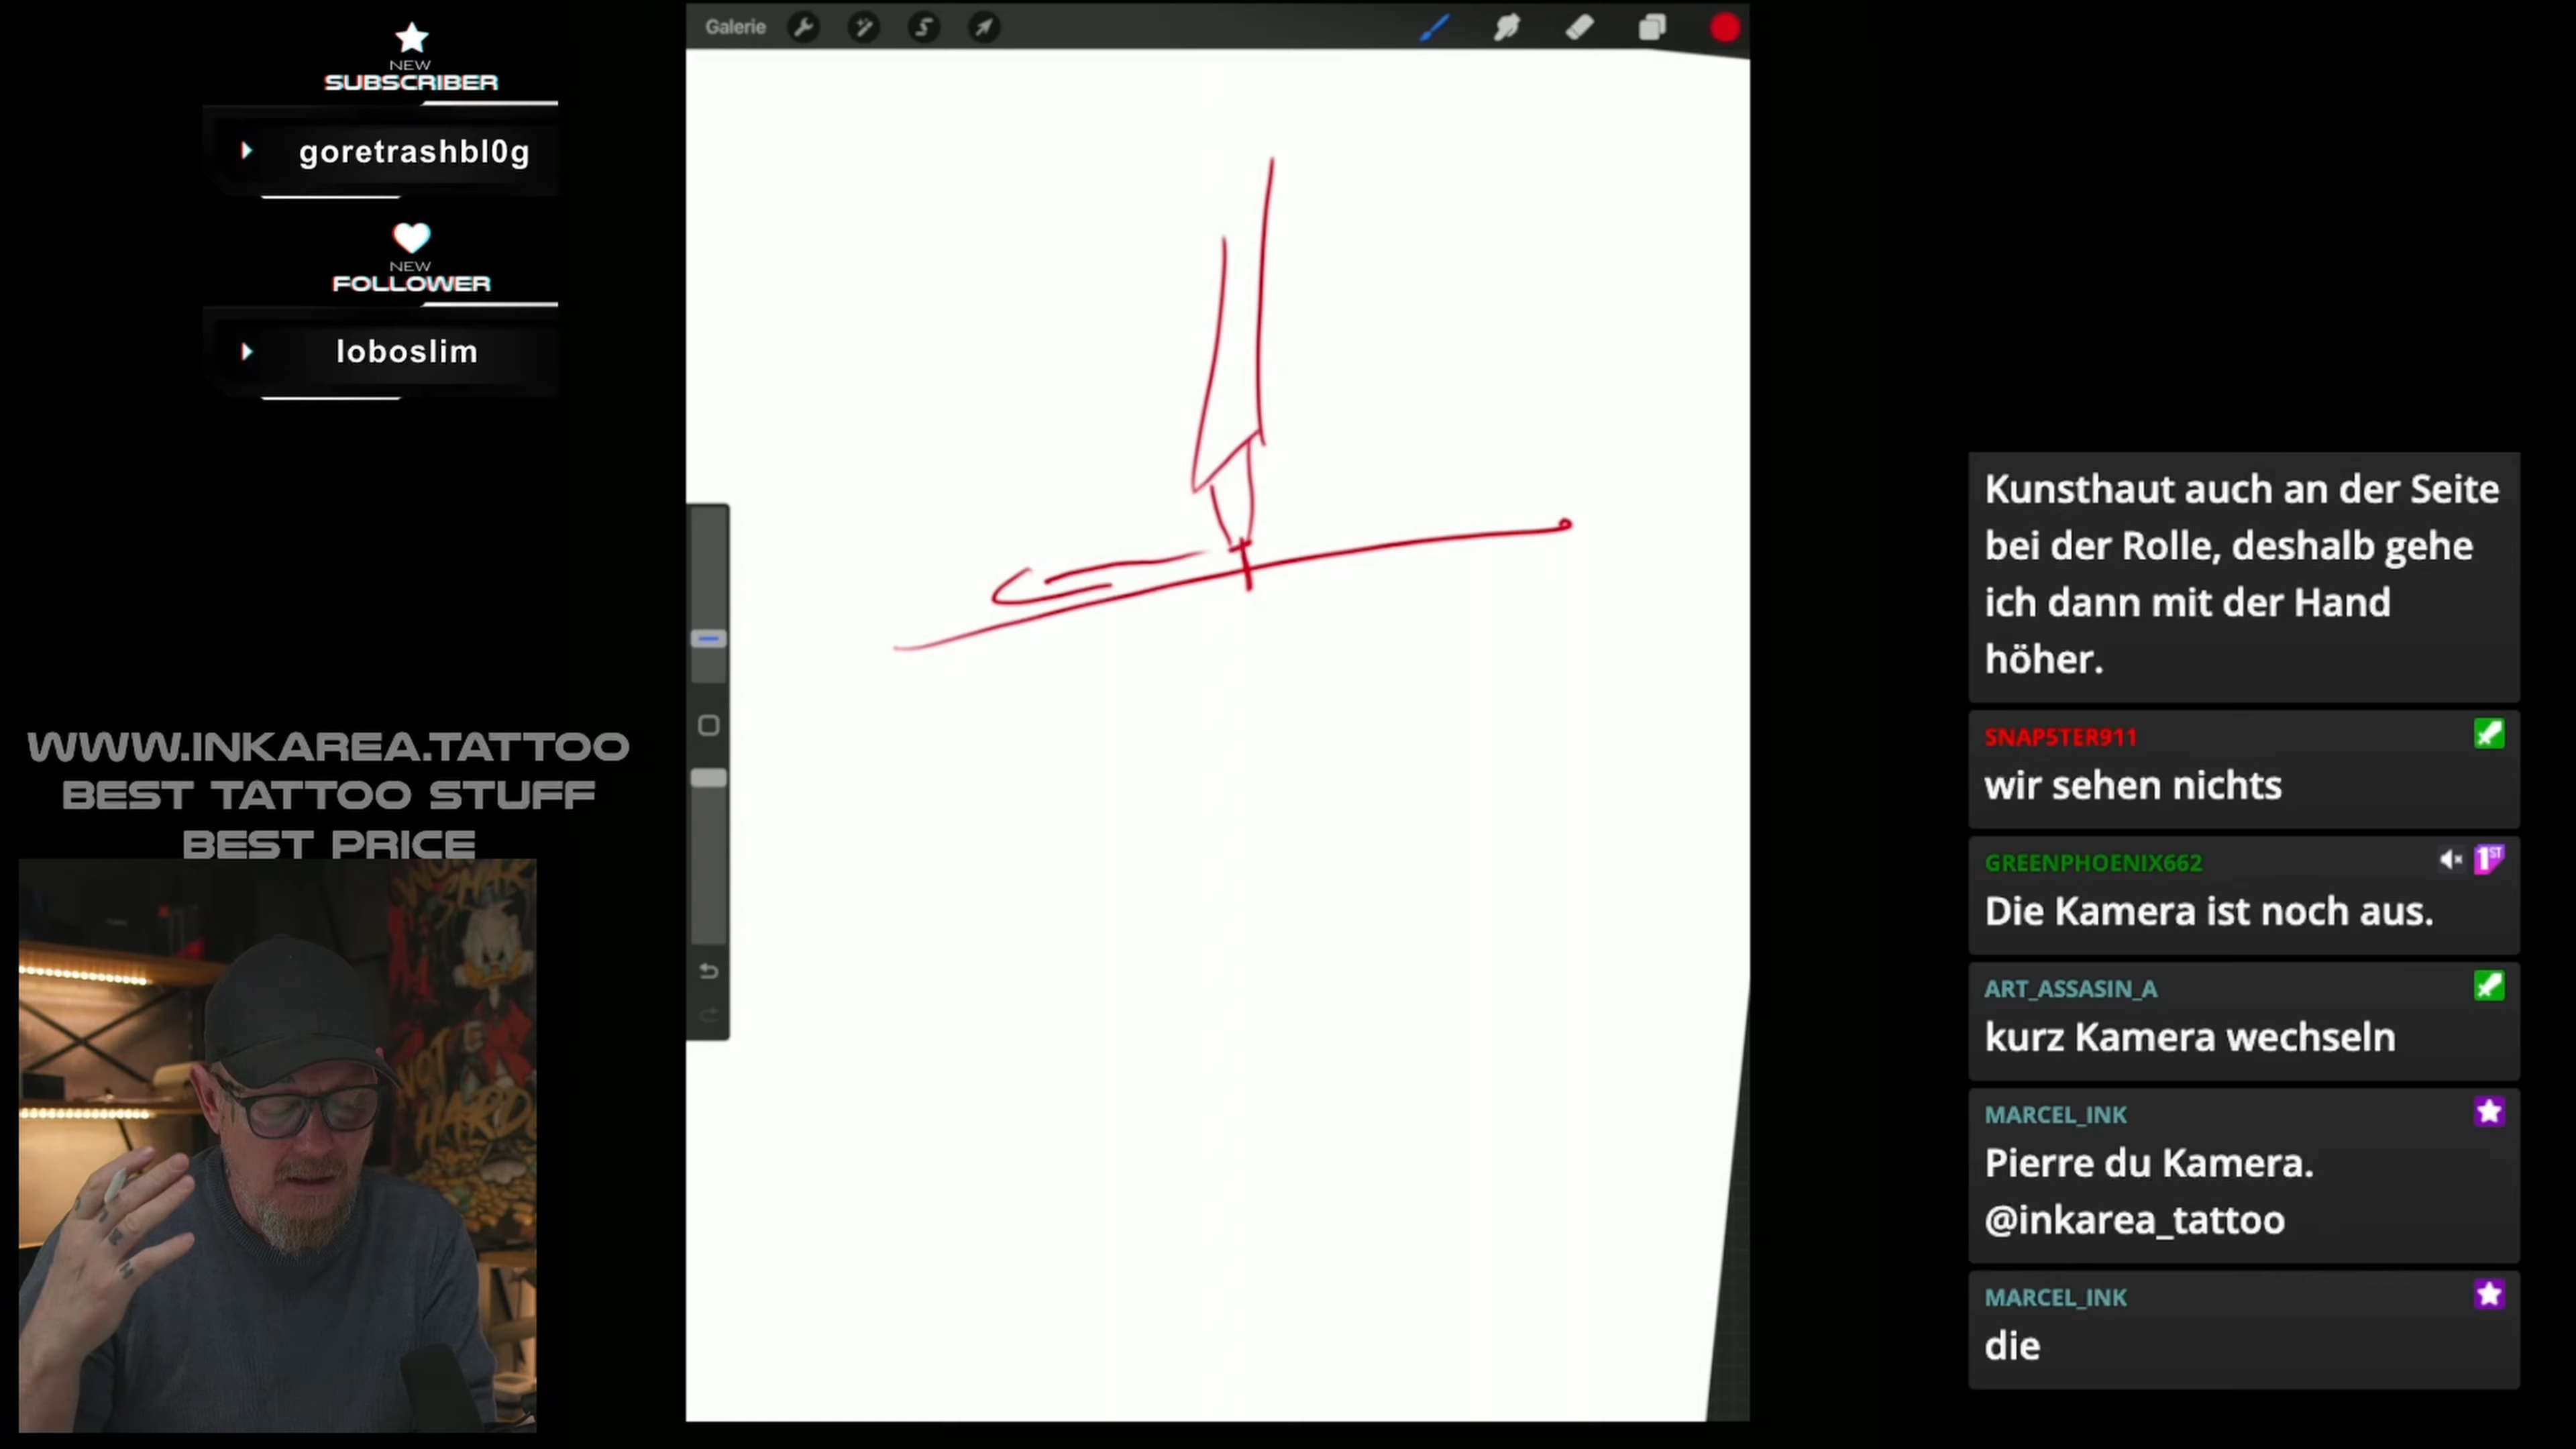 NEW
SUBSCRIBER
goretrashbl0g
NEW
FOLLOWER
loboslim
WWW.INKAREA.TATTOO
BEST TATTOO STUFF
BEST PRICE
Galerie
Kunsthaut auch an der Seite
bei der Rolle, deshalb gehe
ich dann mit der Hand
höher.
SNAP5TER911
wir sehen nichts
GREENPHOENIX662
1ST
Die Kamera ist noch aus.
ART_ASSASIN_A
kurz Kamera wechseln
MARCEL_INK
Pierre du Kamera.
@inkarea_tattoo
MARCEL_INK
die